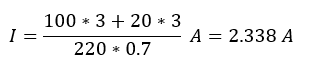 I = (100 * 3 + 20 * 3) / (220 * 0.7) A = 2.338 A